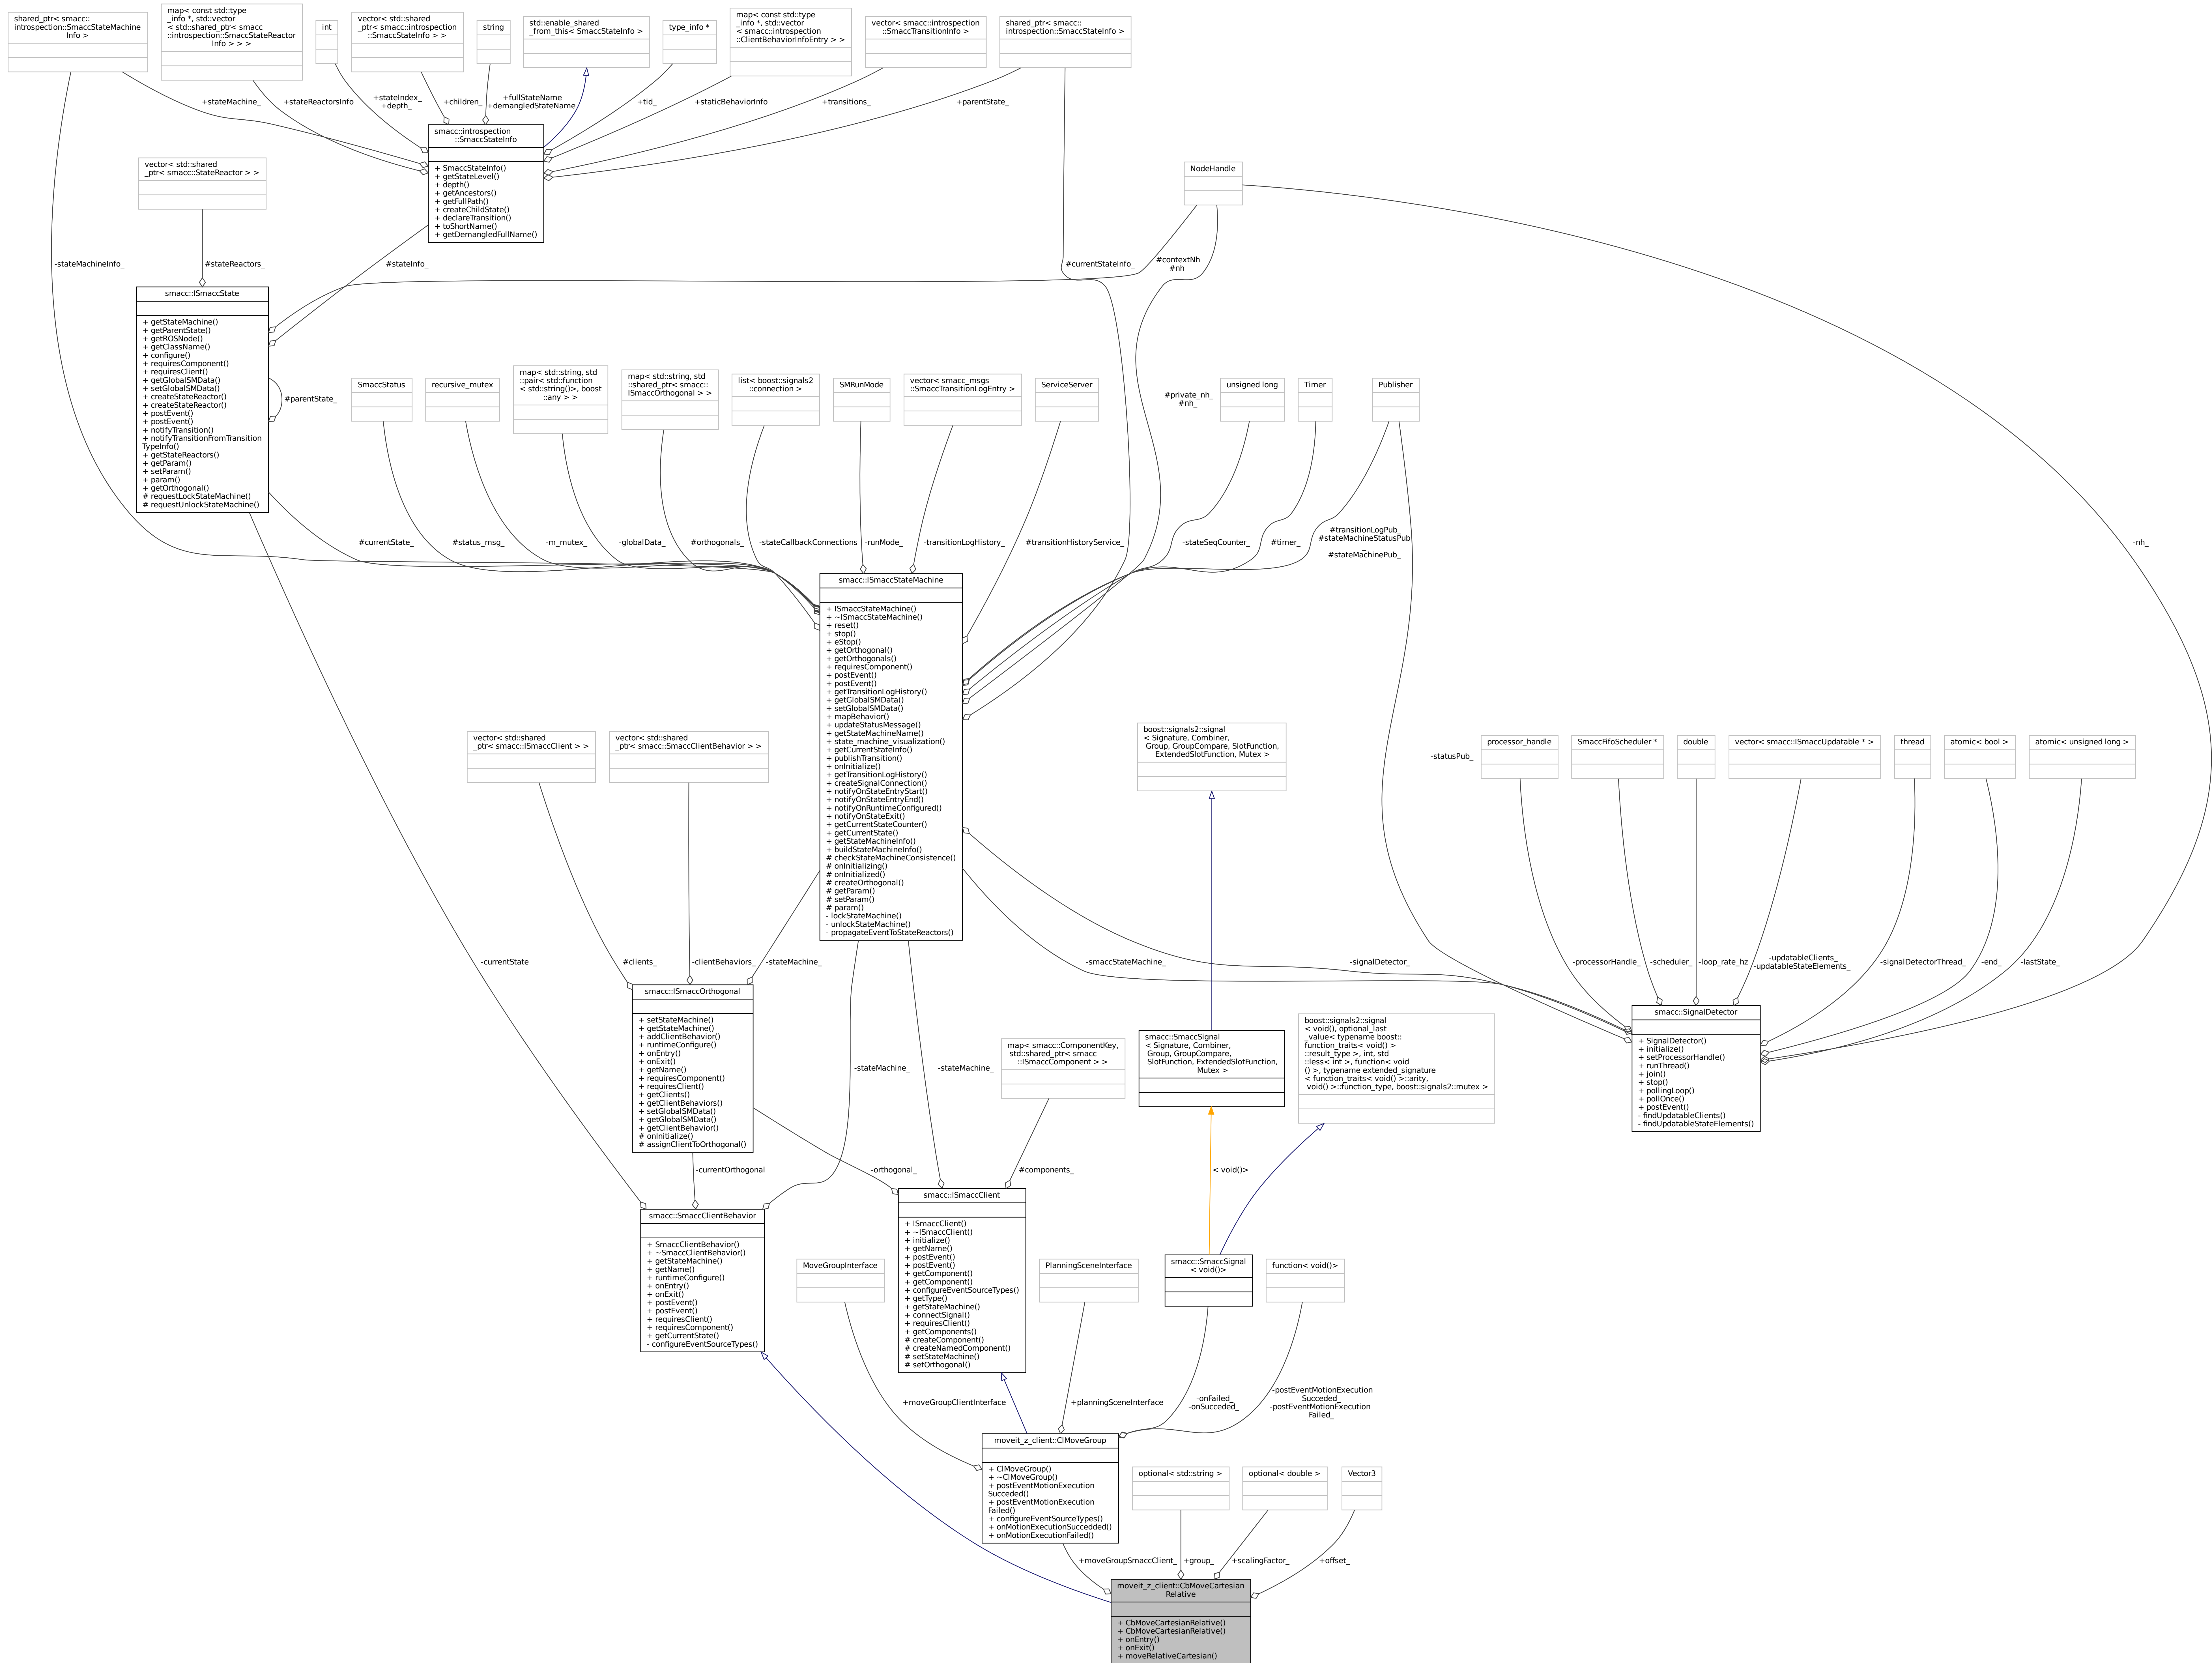 shared_ptr< smacc::
introspection::SmaccStateMachine
Info >
map< const std::type
_info *, std::vector
< std::shared_ptr< smacc
::introspection::SmaccStateReactor
Info > > >
int
vector< std::shared
_ptr< smacc::introspection
::SmaccStateInfo > >
string
std::enable_shared
_from_this< SmaccStateInfo >
type_info *
map< const std::type
_info *, std::vector
< smacc::introspection
::ClientBehaviorInfoEntry > >
vector< smacc::introspection
::SmaccTransitionInfo >
shared_ptr< smacc::
introspection::SmaccStateInfo >
+stateMachine_
+stateReactorsInfo
+stateIndex_
+depth_
+children_
+fullStateName
+demangledStateName
+tid_
+staticBehaviorInfo
+transitions_
+parentState_
smacc::introspection
::SmaccStateInfo
+ SmaccStateInfo()
+ getStateLevel()
+ depth()
+ getAncestors()
+ getFullPath()
+ createChildState()
+ declareTransition()
+ toShortName()
+ getDemangledFullName()
vector< std::shared
_ptr< smacc::StateReactor > >
NodeHandle
-stateMachineInfo_
#stateReactors_
#stateInfo_
#currentStateInfo_
#contextNh
#nh
smacc::ISmaccState
+ getStateMachine()
+ getParentState()
+ getROSNode()
+ getClassName()
+ configure()
+ requiresComponent()
+ requiresClient()
+ getGlobalSMData()
+ setGlobalSMData()
+ createStateReactor()
+ createStateReactor()
+ postEvent()
+ postEvent()
+ notifyTransition()
+ notifyTransitionFromTransition
TypeInfo()
+ getStateReactors()
+ getParam()
+ setParam()
+ param()
+ getOrthogonal()
# requestLockStateMachine()
# requestUnlockStateMachine()
#parentState_
SmaccStatus
recursive_mutex
map< std::string, std
::pair< std::function
< std::string()>, boost
::any > >
map< std::string, std
::shared_ptr< smacc::
ISmaccOrthogonal > >
list< boost::signals2
::connection >
SMRunMode
vector< smacc_msgs
::SmaccTransitionLogEntry >
ServiceServer
#private_nh_
#nh_
unsigned long
Timer
Publisher
#currentState_
#status_msg_
-m_mutex_
-globalData_
#orthogonals_
-stateCallbackConnections
-runMode_
-transitionLogHistory_
#transitionHistoryService_
-stateSeqCounter_
#timer_
#transitionLogPub_
#stateMachineStatusPub
_
#stateMachinePub_
-nh_
smacc::ISmaccStateMachine
+ ISmaccStateMachine()
+ ~ISmaccStateMachine()
+ reset()
+ stop()
+ eStop()
+ getOrthogonal()
+ getOrthogonals()
+ requiresComponent()
+ postEvent()
+ postEvent()
+ getTransitionLogHistory()
+ getGlobalSMData()
+ setGlobalSMData()
+ mapBehavior()
+ updateStatusMessage()
+ getStateMachineName()
+ state_machine_visualization()
+ getCurrentStateInfo()
+ publishTransition()
+ onInitialize()
+ getTransitionLogHistory()
+ createSignalConnection()
+ notifyOnStateEntryStart()
+ notifyOnStateEntryEnd()
+ notifyOnRuntimeConfigured()
+ notifyOnStateExit()
+ getCurrentStateCounter()
+ getCurrentState()
+ getStateMachineInfo()
+ buildStateMachineInfo()
# checkStateMachineConsistence()
# onInitializing()
# onInitialized()
# createOrthogonal()
# getParam()
# setParam()
# param()
- lockStateMachine()
- unlockStateMachine()
- propagateEventToStateReactors()
vector< std::shared
_ptr< smacc::ISmaccClient > >
vector< std::shared
_ptr< smacc::SmaccClientBehavior > >
boost::signals2::signal
< Signature, Combiner,
Group, GroupCompare, SlotFunction,
ExtendedSlotFunction, Mutex >
-statusPub_
processor_handle
SmaccFifoScheduler *
double
vector< smacc::ISmaccUpdatable * >
thread
atomic< bool >
atomic< unsigned long >
-currentState
#clients_
-clientBehaviors_
-stateMachine_
-smaccStateMachine_
-signalDetector_
-processorHandle_
-scheduler_
-loop_rate_hz
-updatableClients_
-updatableStateElements_
-signalDetectorThread_
-end_
-lastState_
smacc::ISmaccOrthogonal
+ setStateMachine()
+ getStateMachine()
+ addClientBehavior()
+ runtimeConfigure()
+ onEntry()
+ onExit()
+ getName()
+ requiresComponent()
+ requiresClient()
+ getClients()
+ getClientBehaviors()
+ setGlobalSMData()
+ getGlobalSMData()
+ getClientBehavior()
# onInitialize()
# assignClientToOrthogonal()
-stateMachine_
-stateMachine_
map< smacc::ComponentKey,
std::shared_ptr< smacc
::ISmaccComponent > >
smacc::SmaccSignal
< Signature, Combiner,
Group, GroupCompare,
SlotFunction, ExtendedSlotFunction,
Mutex >
boost::signals2::signal
< void(), optional_last
_value< typename boost::
function_traits< void() >
::result_type >, int, std
::less< int >, function< void
() >, typename extended_signature
< function_traits< void() >::arity,
void() >::function_type, boost::signals2::mutex >
smacc::SignalDetector
+ SignalDetector()
+ initialize()
+ setProcessorHandle()
+ runThread()
+ join()
+ stop()
+ pollingLoop()
+ pollOnce()
+ postEvent()
- findUpdatableClients()
- findUpdatableStateElements()
-currentOrthogonal
-orthogonal_
#components_
< void()>
smacc::SmaccClientBehavior
+ SmaccClientBehavior()
+ ~SmaccClientBehavior()
+ getStateMachine()
+ getName()
+ runtimeConfigure()
+ onEntry()
+ onExit()
+ postEvent()
+ postEvent()
+ requiresClient()
+ requiresComponent()
+ getCurrentState()
- configureEventSourceTypes()
smacc::ISmaccClient
+ ISmaccClient()
+ ~ISmaccClient()
+ initialize()
+ getName()
+ postEvent()
+ postEvent()
+ getComponent()
+ getComponent()
+ configureEventSourceTypes()
+ getType()
+ getStateMachine()
+ connectSignal()
+ requiresClient()
+ getComponents()
# createComponent()
# createNamedComponent()
# setStateMachine()
# setOrthogonal()
MoveGroupInterface
PlanningSceneInterface
smacc::SmaccSignal
< void()>
function< void()>
+moveGroupClientInterface
+planningSceneInterface
-onFailed_
-onSucceded_
-postEventMotionExecution
Succeded_
-postEventMotionExecution
Failed_
moveit_z_client::ClMoveGroup
+ ClMoveGroup()
+ ~ClMoveGroup()
+ postEventMotionExecution
Succeded()
+ postEventMotionExecution
Failed()
+ configureEventSourceTypes()
+ onMotionExecutionSuccedded()
+ onMotionExecutionFailed()
optional< std::string >
optional< double >
Vector3
+moveGroupSmaccClient_
+group_
+scalingFactor_
+offset_
moveit_z_client::CbMoveCartesian
Relative
+ CbMoveCartesianRelative()
+ CbMoveCartesianRelative()
+ onEntry()
+ onExit()
+ moveRelativeCartesian()